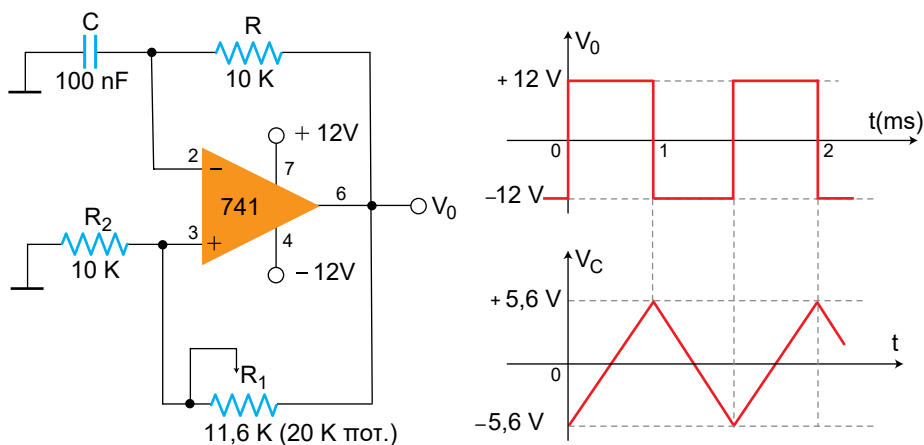 C
100 nF
R
10 K
+ 12V
2
−
7
741
6
V0
R2
10 K
3
+
4
− 12V
R1
11,6 K (20 K пот.)
V0
+ 12 V
t(ms)
0
1
2
−12 V
VC
+ 5,6 V
t
0
−5,6 V